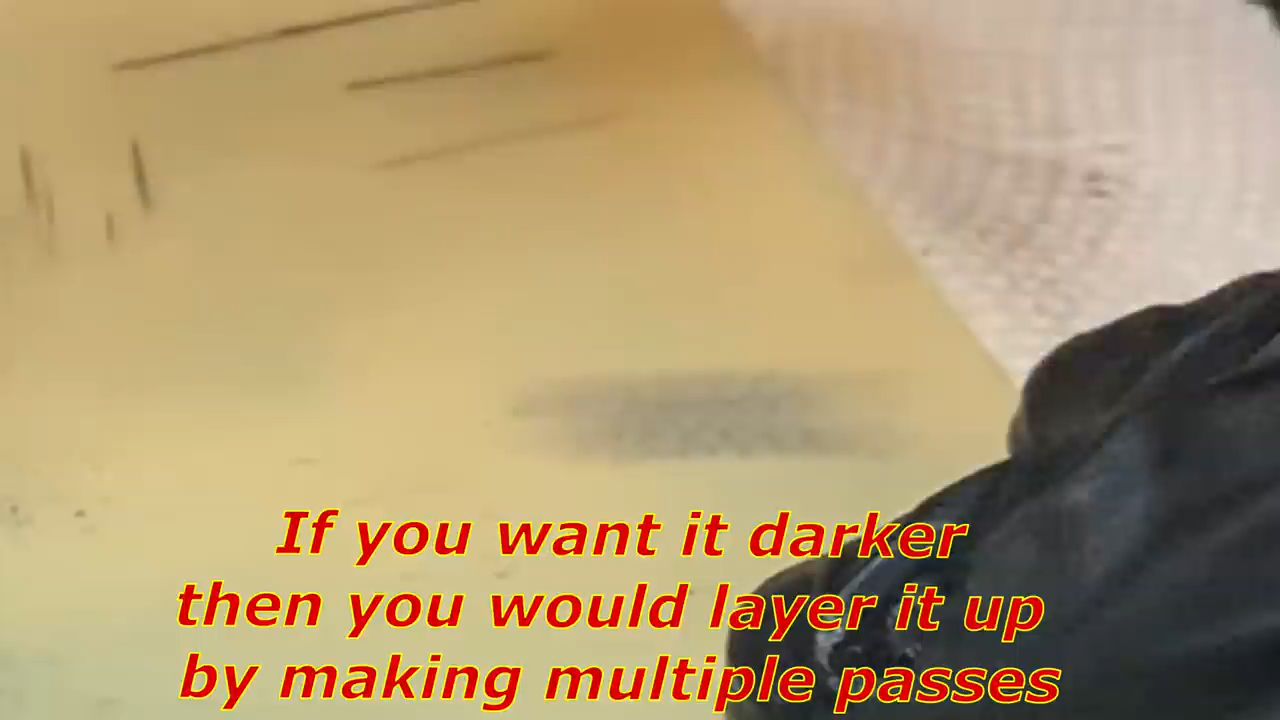 If you want it darker
then you would layer it up
by making multiple passes